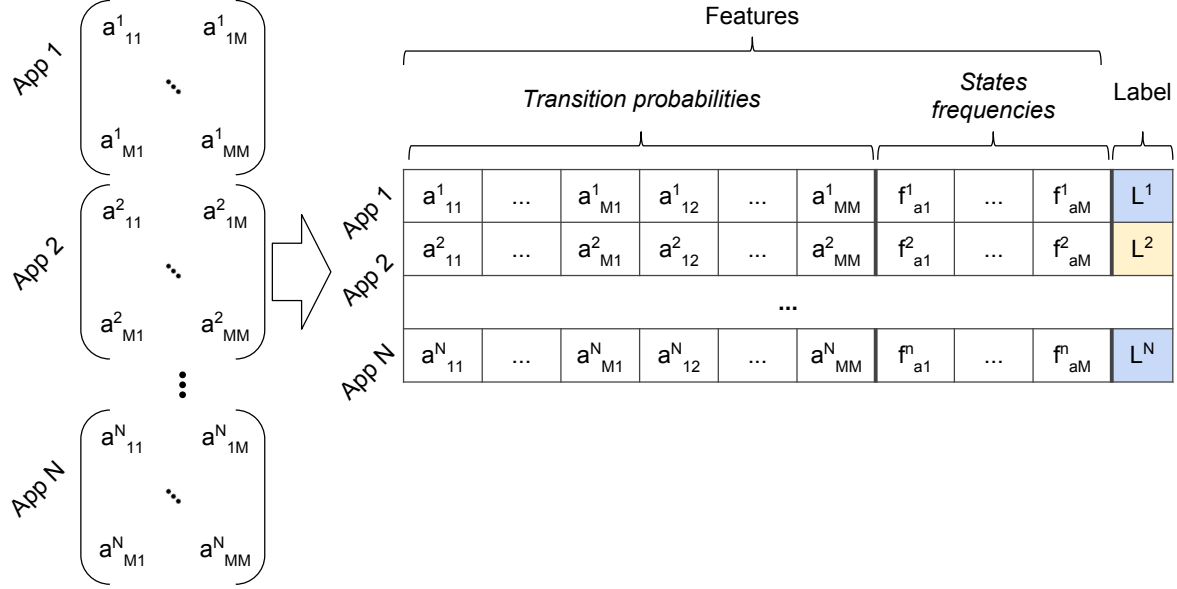 Features
Transition probabilities
States
frequencies
Label
App 1
a¹₁₁ a¹₁M
a¹M₁ a¹MM
App 2
a²₁₁ a²₁M
a²M₁ a²MM
App N
aᴺ₁₁ aᴺ₁M
aᴺM₁ aᴺMM
App 1 a¹₁₁ ... a¹M₁ a¹₁₂ ... a¹MM f¹a₁ ... f¹aM L¹
App 2 a²₁₁ ... a²M₁ a²₁₂ ... a²MM f²a₁ ... f²aM L²
...
App N aᴺ₁₁ ... aᴺM₁ aᴺ₁₂ ... aᴺMM fⁿa₁ ... fⁿaM Lᴺ